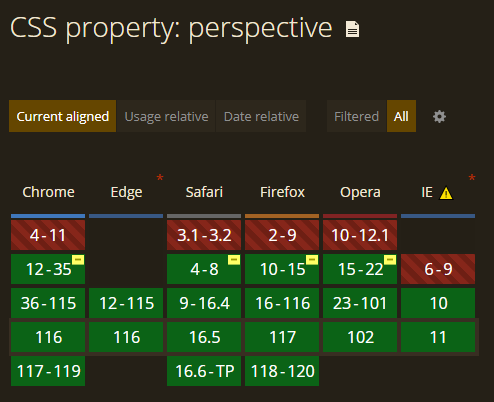 CSS property: perspective
Current aligned Usage relative Date relative Filtered All
Chrome Edge Safari Firefox Opera IE
4-11 3.1-3.2 2-9 10-12.1
12-35 4-8 10-15 15-22 6-9
36-115 12-115 9-16.4 16-116 23-101 10
116 116 16.5 117 102 11
117-119 16.6-TP 118-120